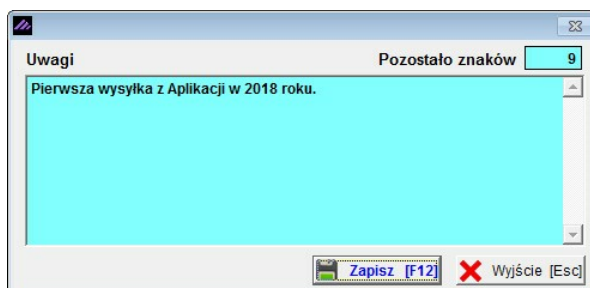 Uwagi
Pozostało znaków 9
Pierwsza wysyłka z Aplikacji w 2018 roku.
Zapisz [F12]
Wyjście [Esc]